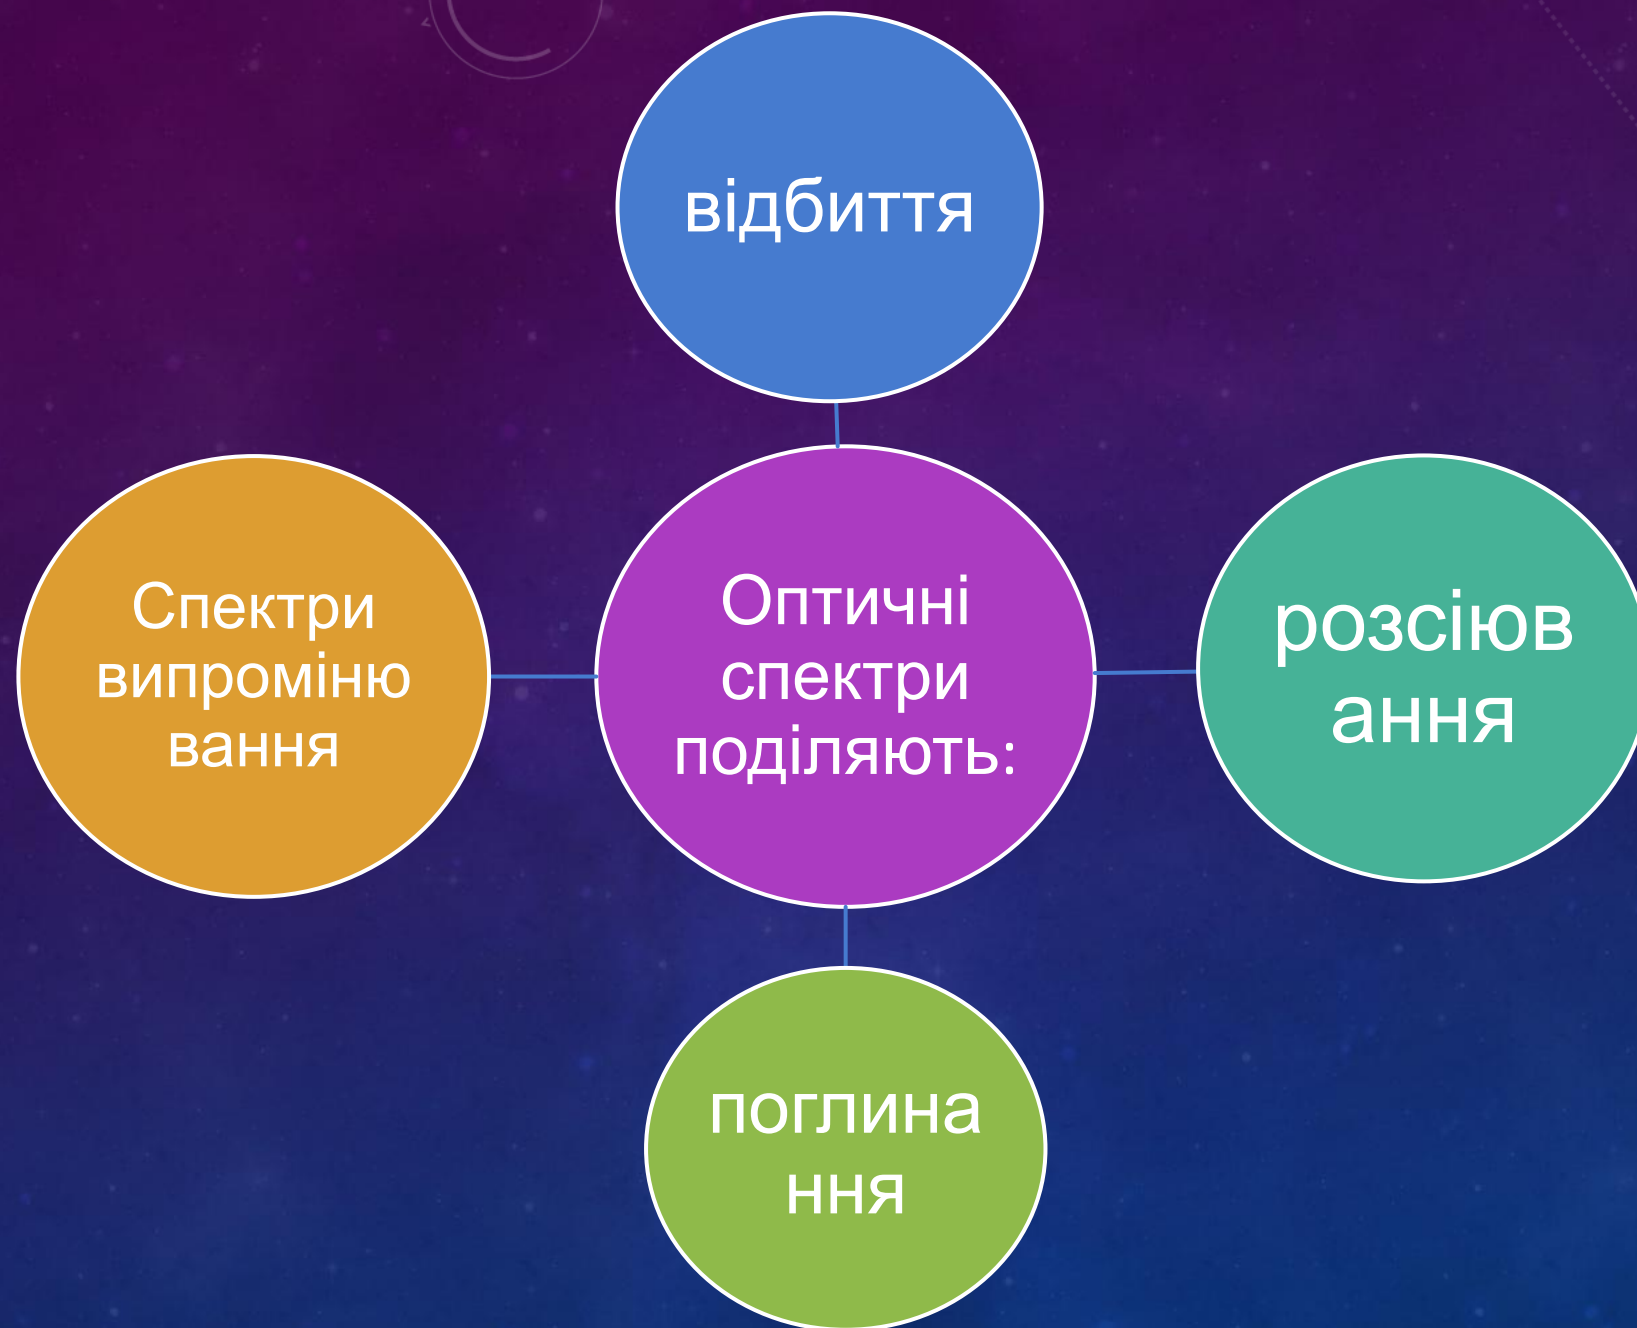 відбиття
Спектри
випроміню
вання
Оптичні
спектри
поділяють:
розсіюв
ання
поглина
ння